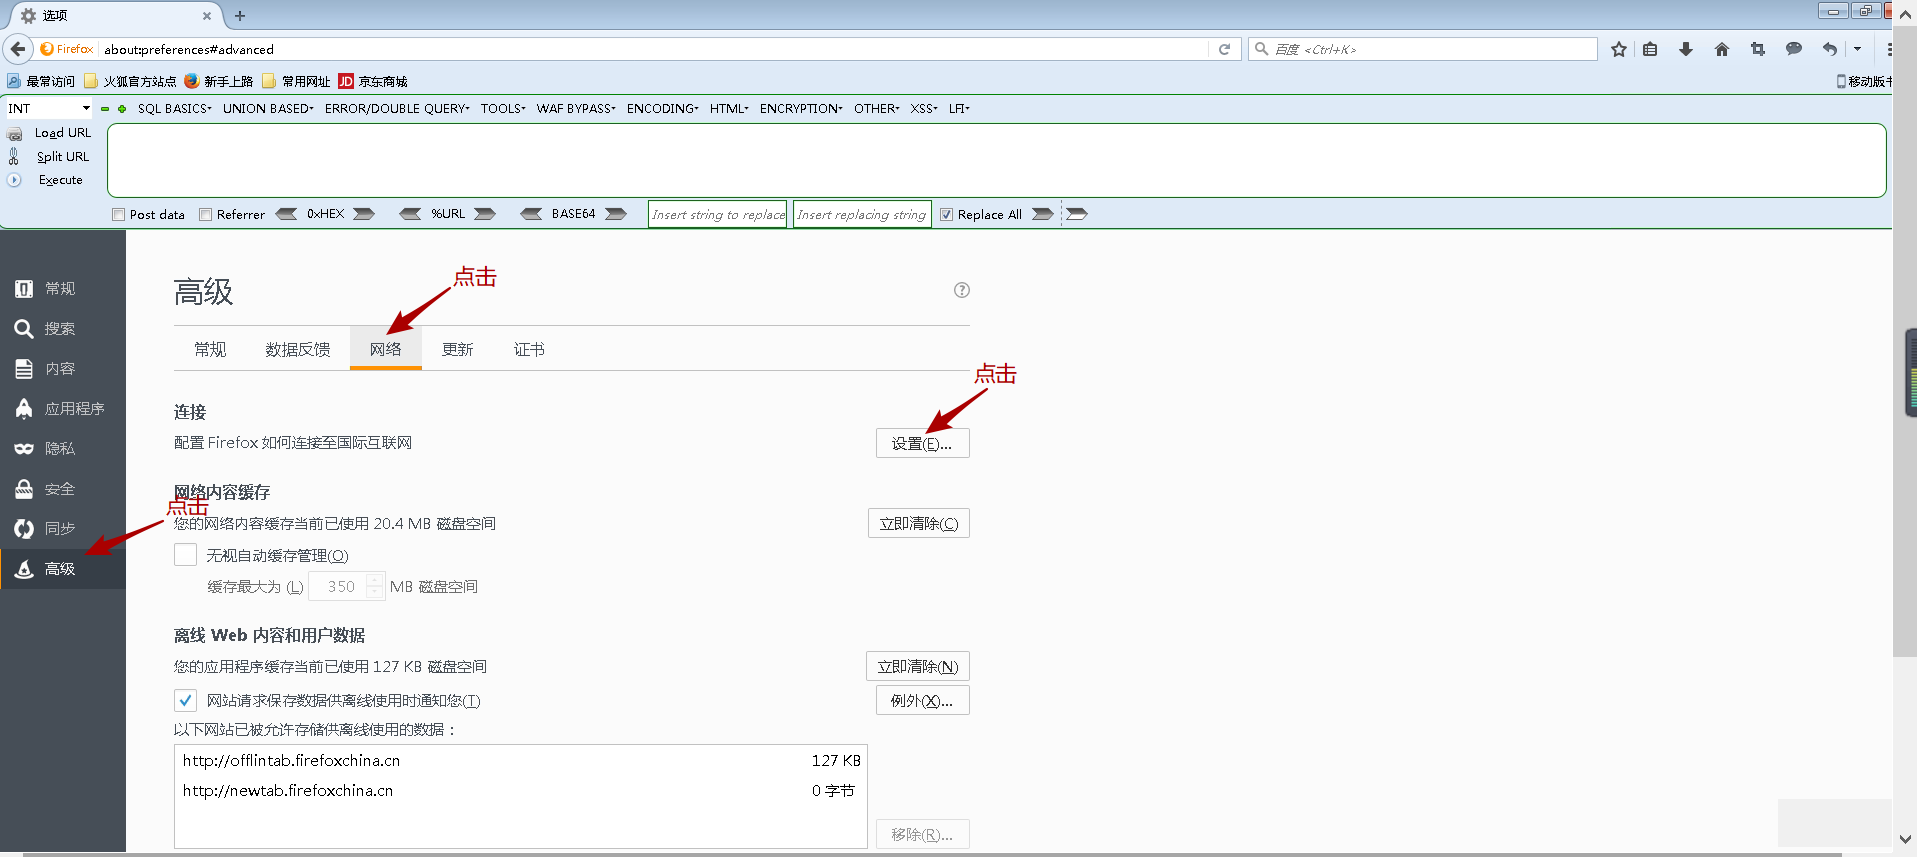 选项
Firefox about:preferences#advanced
百度 <Ctrl+K>
最常访问 火狐官方站点 新手上路 常用网址 JD 京东商城
移动版书
INT SQL BASICS UNION BASED ERROR/DOUBLE QUERY TOOLS WAF BYPASS ENCODING HTML ENCRYPTION OTHER XSS LFI
Load URL
Split URL
Execute
Post data Referrer 0xHEX %URL BASE64 Insert string to replace Insert replacing string Replace All
常规
搜索
内容
应用程序
隐私
安全
同步
高级
高级
点击
常规 数据反馈 网络 更新 证书
点击
连接
配置 Firefox 如何连接至国际互联网 设置(E)...
网络内容缓存
点击
您的网络内容缓存当前已使用 20.4 MB 磁盘空间 立即清除(C)
无视自动缓存管理(O)
缓存最大为 (L) 350 MB 磁盘空间
离线 Web 内容和用户数据
您的应用程序缓存当前已使用 127 KB 磁盘空间 立即清除(N)
网站请求保存数据供离线使用时通知您(T) 例外(X)...
以下网站已被允许存储供离线使用的数据：
http://offlintab.firefoxchina.cn 127 KB
http://newtab.firefoxchina.cn 0 字节
移除(R)...